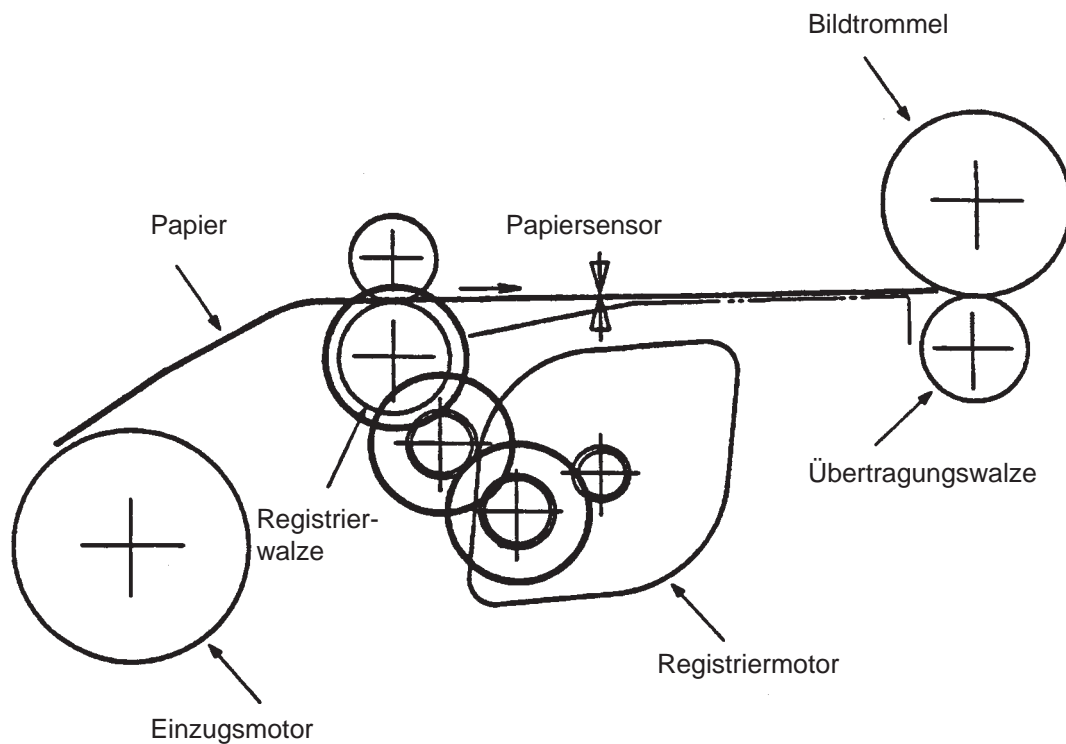 Bildtrommel
Papier
Papiersensor
Übertragungswalze
Registrier-
walze
Registriermotor
Einzugsmotor